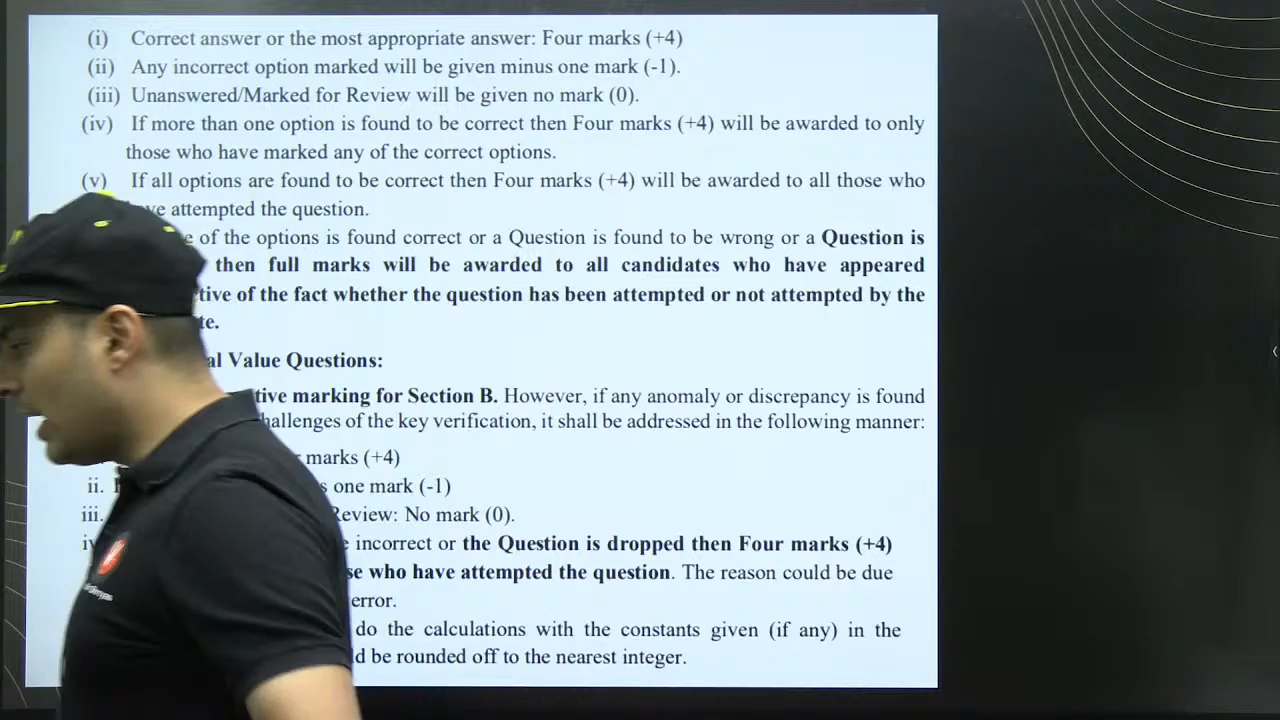 (i) Correct answer or the most appropriate answer: Four marks (+4)
(ii) Any incorrect option marked will be given minus one mark (-1).
(iii) Unanswered/Marked for Review will be given no mark (0).
(iv) If more than one option is found to be correct then Four marks (+4) will be awarded to only
those who have marked any of the correct options.
(v) If all options are found to be correct then Four marks (+4) will be awarded to all those who
attempted the question.
of the options is found correct or a Question is found to be wrong or a Question is
then full marks will be awarded to all candidates who have appeared
of the fact whether the question has been attempted or not attempted by the
Value Questions:
marking for Section B. However, if any anomaly or discrepancy is found
of the key verification, it shall be addressed in the following manner:
marks (+4)
ii. one mark (-1)
iii. Review: No mark (0).
incorrect or the Question is dropped then Four marks (+4)
who have attempted the question. The reason could be due
error.
do the calculations with the constants given (if any) in the
be rounded off to the nearest integer.